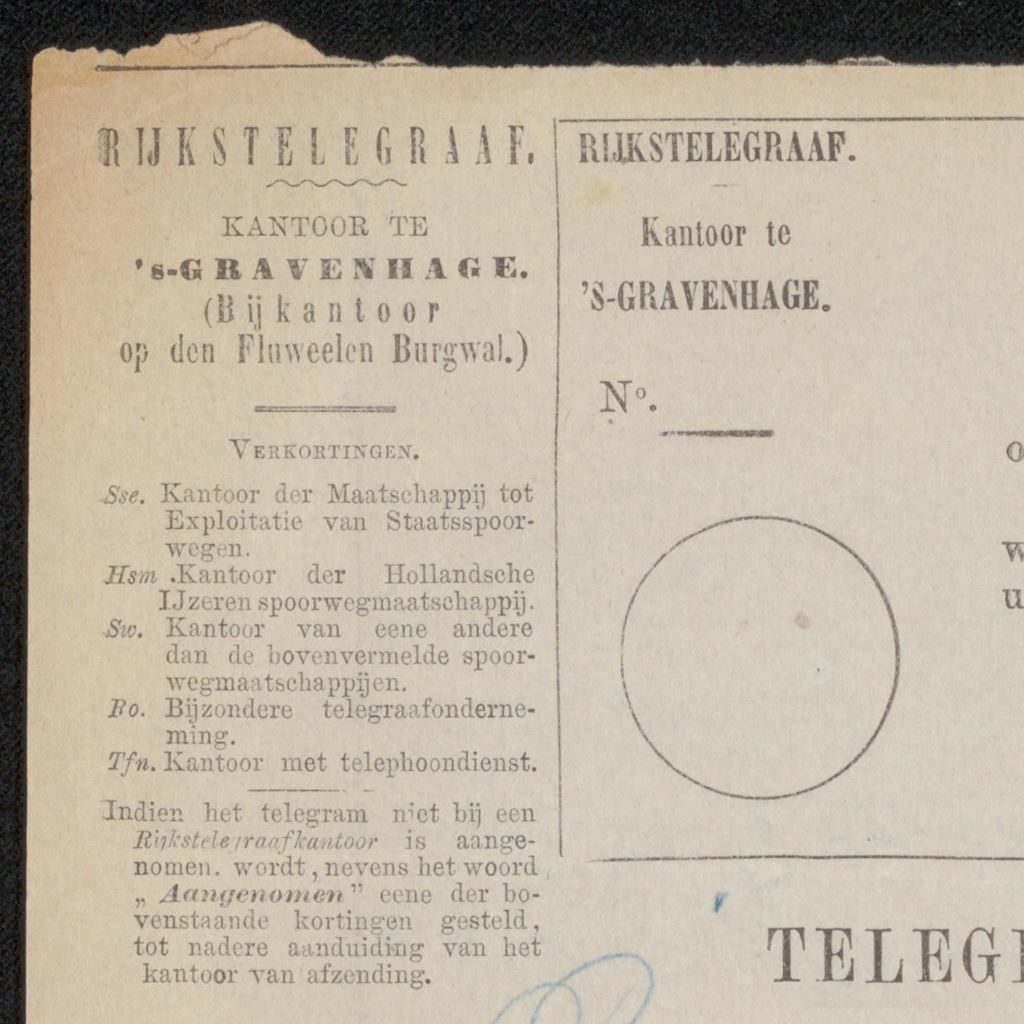 RIJKSTELEGRAAF.
KANTOOR TE
's-GRAVENHAGE.
(Bijkantoor
op den Fluweelen Burgwal.)
VERKORTINGEN.
Sse. Kantoor der Maatschappij tot
Exploitatie van Staatsspoor-
wegen.
Hsm .Kantoor der Hollandsche
IJzeren spoorwegmaatschappij.
Sw. Kantoor van eene andere
dan de bovenvermelde spoor-
wegmaatschappijen.
Bo. Bijzondere telegraafonderne-
ming.
Tfn. Kantoor met telephoondienst.
Indien het telegram niet bij een
Rijkstelegraafkantoor is aange-
nomen. wordt, nevens het woord
„Aangenomen" eene der bo-
venstaande kortingen gesteld,
tot nadere aanduiding van het
kantoor van afzending.
RIJKSTELEGRAAF.
Kantoor te
'S-GRAVENHAGE.
No.
o
w
u
TELEG